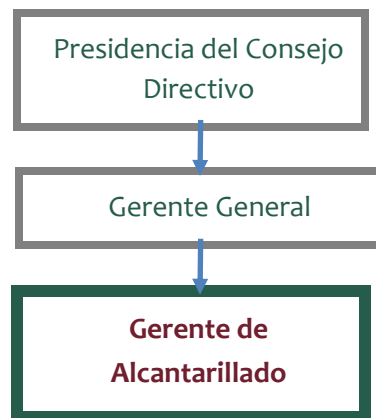 Presidencia del Consejo
Directivo
Gerente General
Gerente de
Alcantarillado